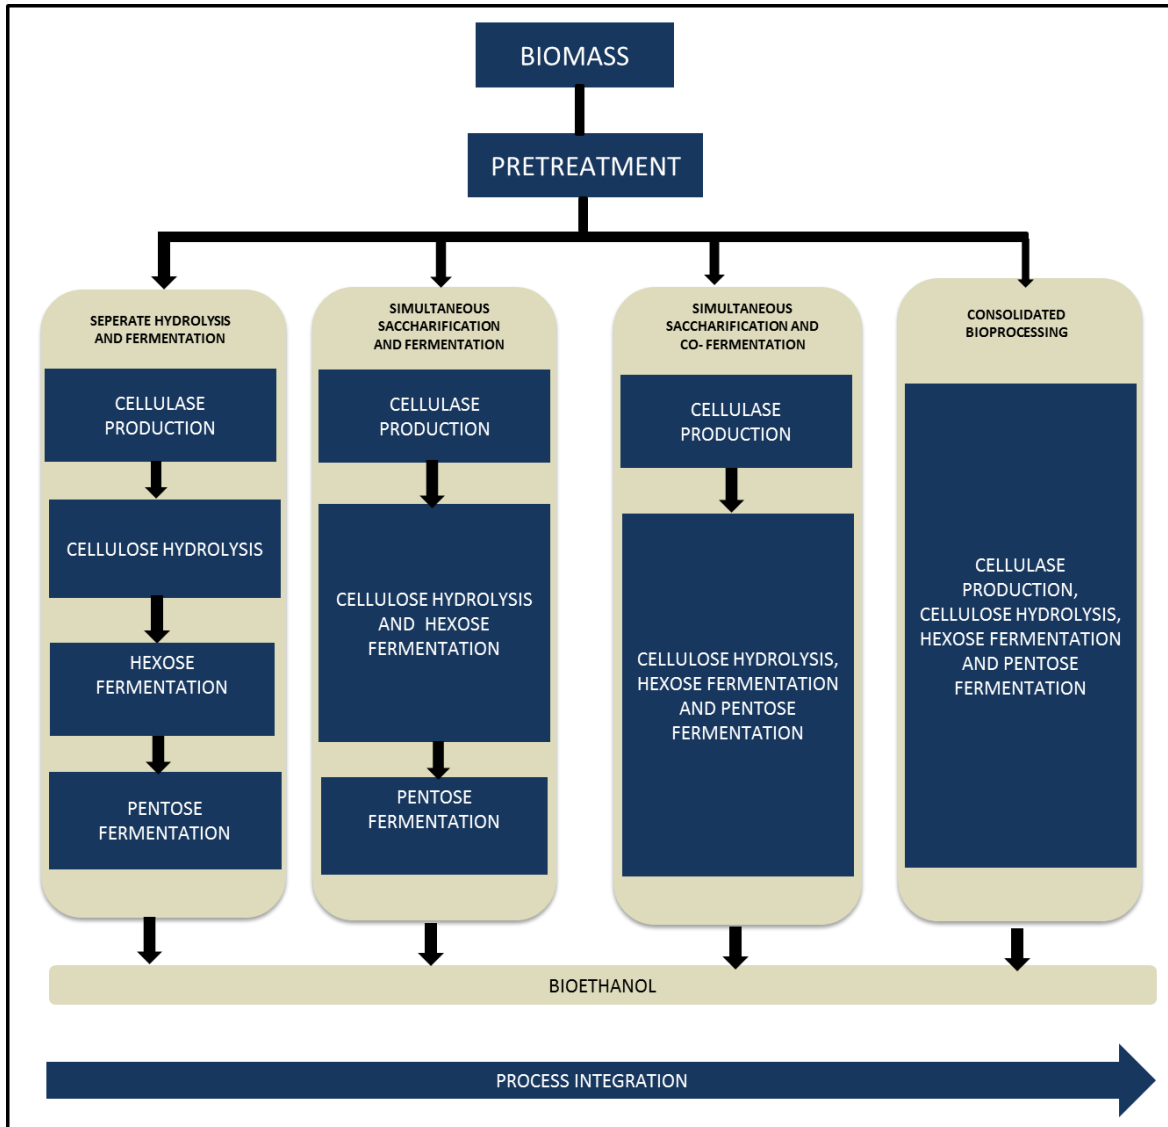 BIOMASS
PRETREATMENT
SEPERATE HYDROLYSIS
AND FERMENTATION
CELLULASE
PRODUCTION
CELLULOSE HYDROLYSIS
HEXOSE
FERMENTATION
PENTOSE
FERMENTATION
SIMULTANEOUS
SACCHARIFICATION
AND FERMENTATION
CELLULASE
PRODUCTION
CELLULOSE HYDROLYSIS
AND HEXOSE
FERMENTATION
PENTOSE
FERMENTATION
SIMULTANEOUS
SACCHARIFICATION AND
CO- FERMENTATION
CELLULASE
PRODUCTION
CELLULOSE HYDROLYSIS,
HEXOSE FERMENTATION
AND PENTOSE
FERMENTATION
CONSOLIDATED
BIOPROCESSING
CELLULASE
PRODUCTION,
CELLULOSE HYDROLYSIS,
HEXOSE FERMENTATION
AND PENTOSE
FERMENTATION
BIOETHANOL
PROCESS INTEGRATION